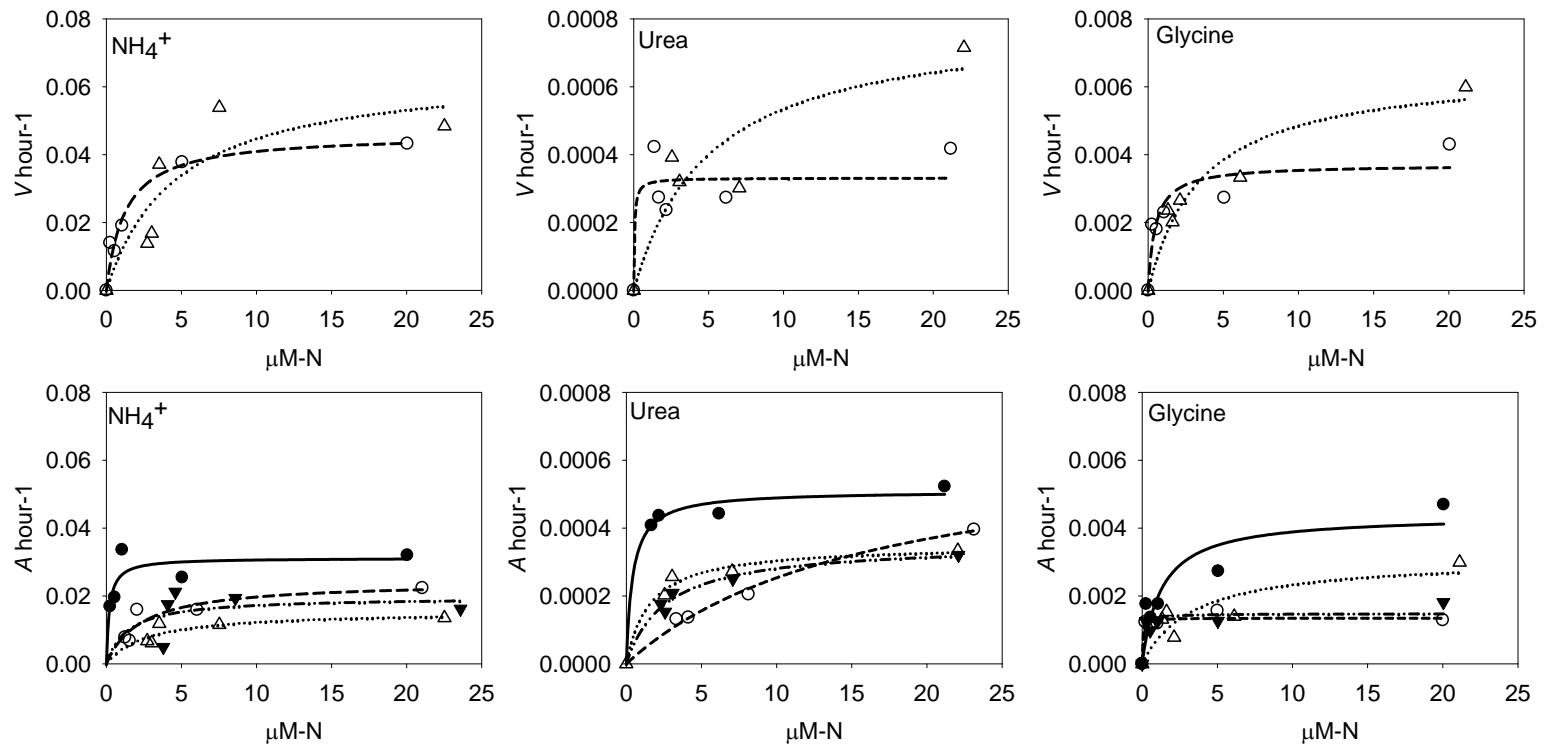 0.08
0.06
0.04
0.02
0.00
V hour-1
NH4+
0 5 10 15 20 25
μM-N
0.0008
0.0006
0.0004
0.0002
0.0000
V hour-1
Urea
0 5 10 15 20 25
μM-N
0.008
0.006
0.004
0.002
0.000
V hour-1
Glycine
0 5 10 15 20 25
μM-N
0.08
0.06
0.04
0.02
0.00
A hour-1
NH4+
0 5 10 15 20 25
μM-N
0.0008
0.0006
0.0004
0.0002
0.0000
A hour-1
Urea
0 5 10 15 20 25
μM-N
0.008
0.006
0.004
0.002
0.000
A hour-1
Glycine
0 5 10 15 20 25
μM-N